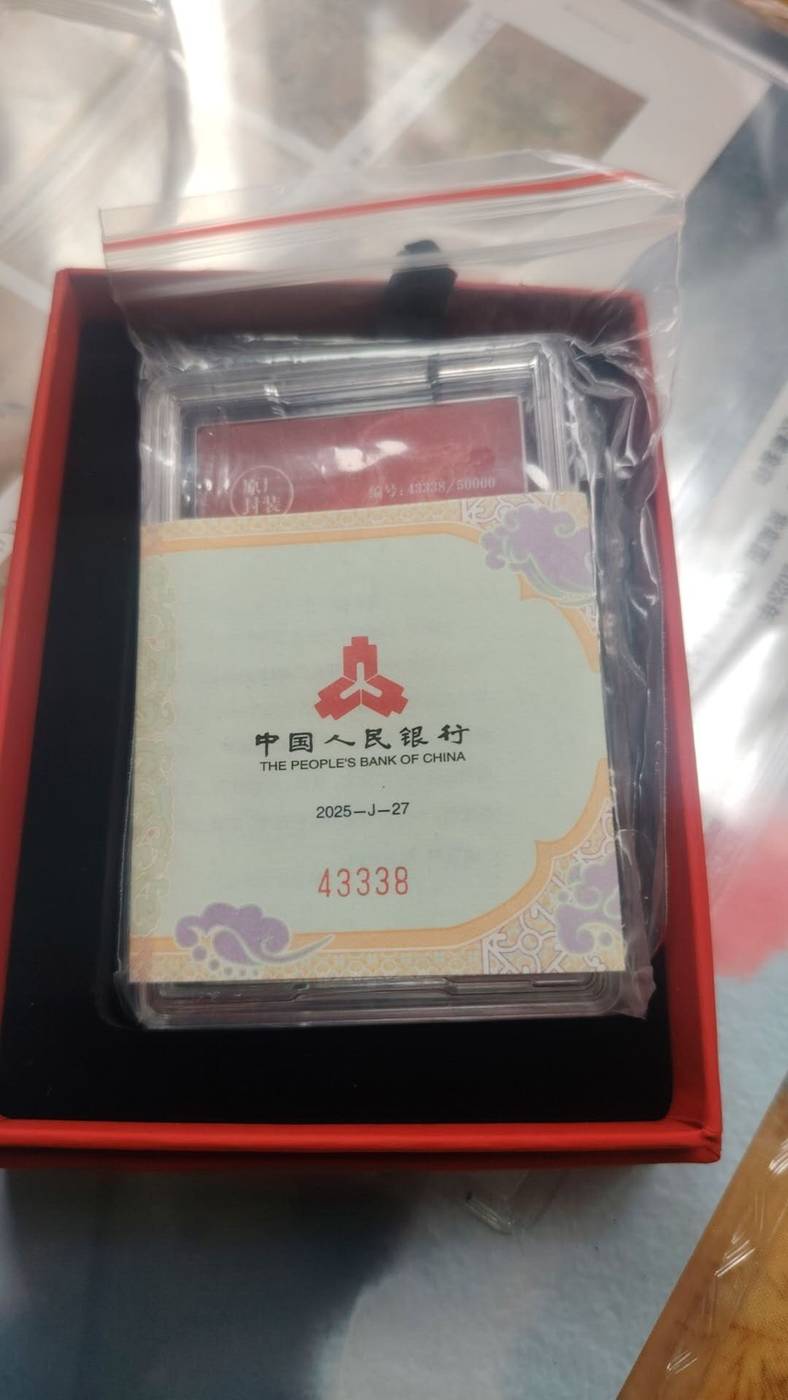 原厂
封装
编号:43338/50000
中国人民银行
THE PEOPLE'S BANK OF CHINA
2025—J—27
43338